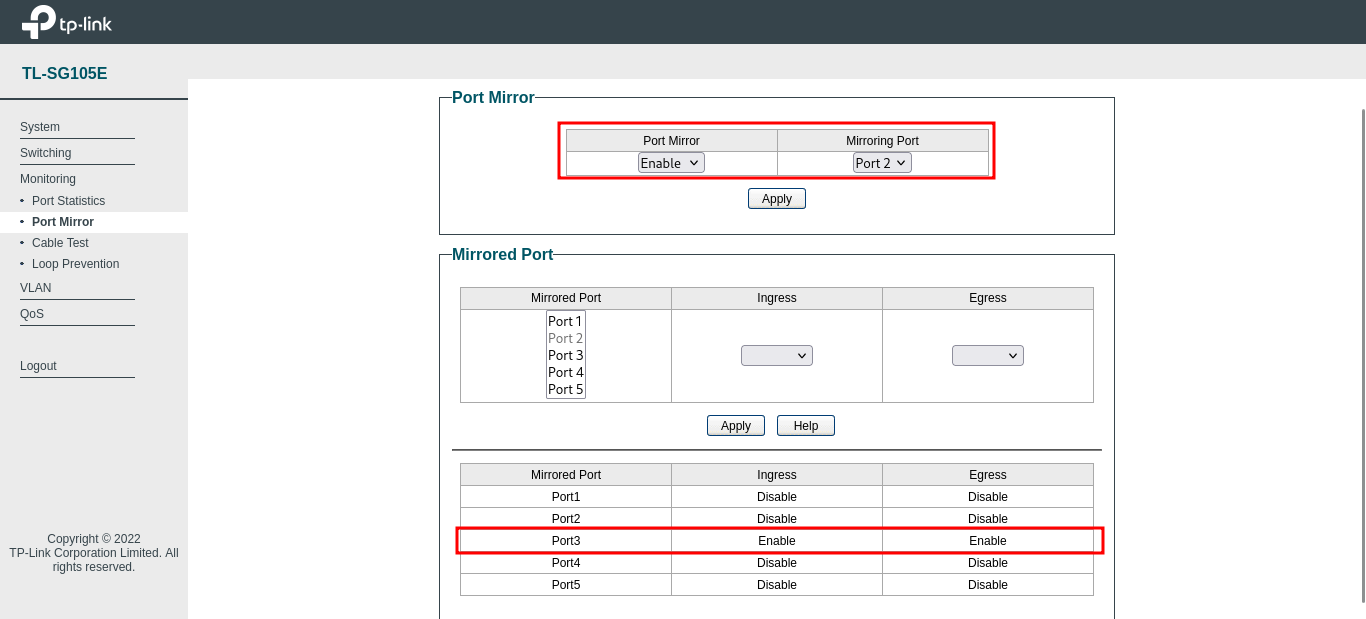 tp-link
TL-SG105E
System
Switching
Monitoring
Port Statistics
Port Mirror
Cable Test
Loop Prevention
VLAN
QoS
Logout
Copyright © 2022
TP-Link Corporation Limited. All
rights reserved.
Port Mirror
Port Mirror Mirroring Port
Enable Port 2
Apply
Mirrored Port
Mirrored Port Ingress Egress
Port 1
Port 2
Port 3
Port 4
Port 5
Apply Help
Mirrored Port Ingress Egress
Port1 Disable Disable
Port2 Disable Disable
Port3 Enable Enable
Port4 Disable Disable
Port5 Disable Disable